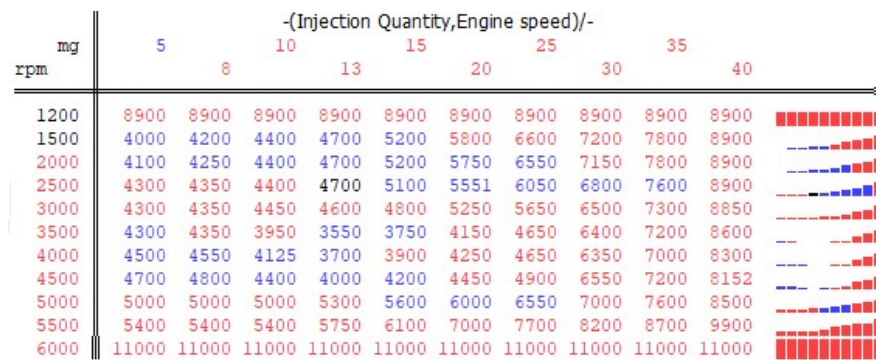 -(Injection Quantity,Engine speed)/-
mg 5 10 15 25 35
rpm 8 13 20 30 40
1200 8900 8900 8900 8900 8900 8900 8900 8900 8900 8900
1500 4000 4200 4400 4700 5200 5800 6600 7200 7800 8900
2000 4100 4250 4400 4700 5200 5750 6550 7150 7800 8900
2500 4300 4350 4400 4700 5100 5551 6050 6800 7600 8900
3000 4300 4350 4450 4600 4800 5250 5650 6500 7300 8850
3500 4300 4350 3950 3550 3750 4150 4650 6400 7200 8600
4000 4500 4550 4125 3700 3900 4250 4650 6350 7000 8300
4500 4700 4800 4400 4000 4200 4450 4900 6550 7200 8152
5000 5000 5000 5000 5300 5600 6000 6550 7000 7600 8500
5500 5400 5400 5400 5750 6100 7000 7700 8200 8700 9900
6000 11000 11000 11000 11000 11000 11000 11000 11000 11000 11000